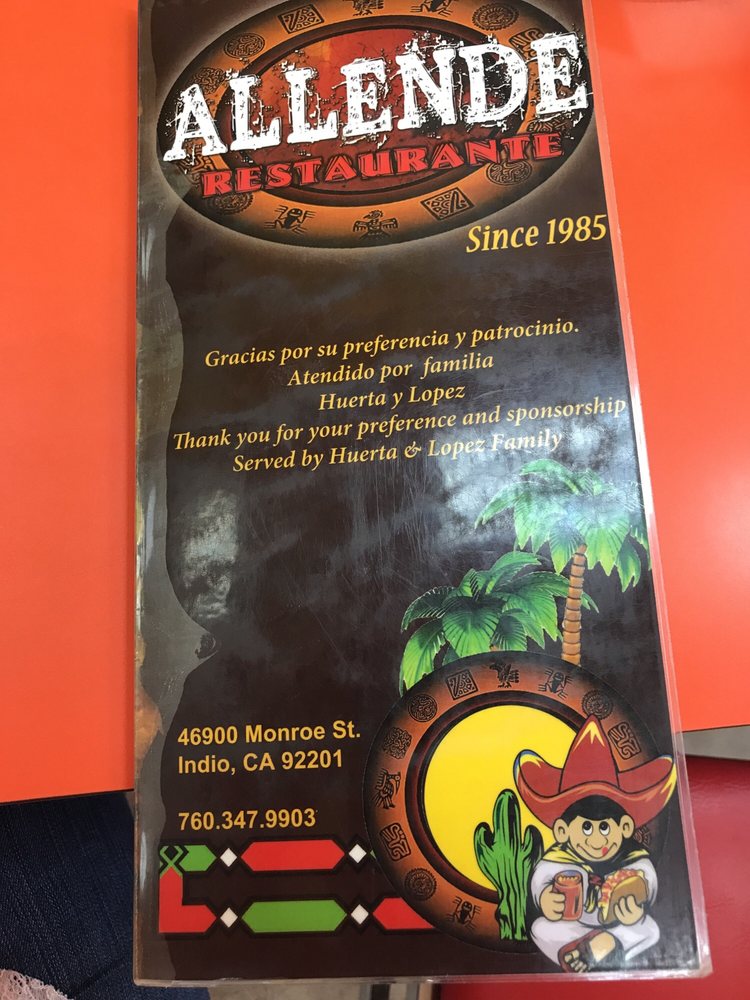 ALLENDE
RESTAURANTE
Since 1985
Gracias por su preferencia y patrocinio.
Atendido por familia
Huerta y Lopez
Thank you for your preference and sponsorship
Served by Huerta & Lopez Family
46900 Monroe St.
Indio, CA 92201
760.347.9903